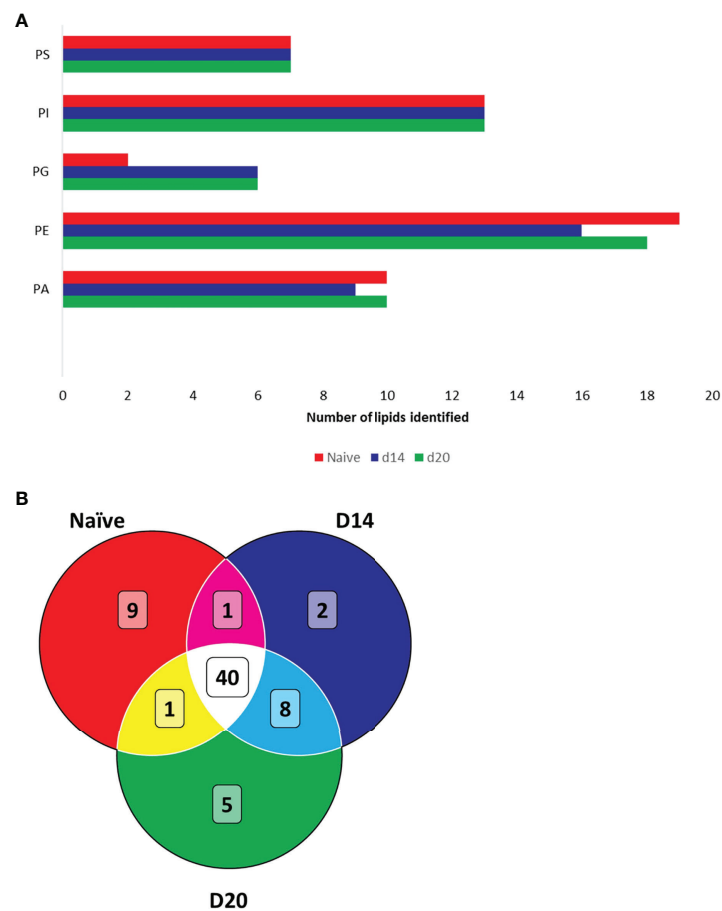 A
PS
PI
PG
PE
PA
0 2 4 6 8 10 12 14 16 18 20
Number of lipids identified
Naive d14 d20
B
Naïve D14
9 1 2
40
1 8
5
D20